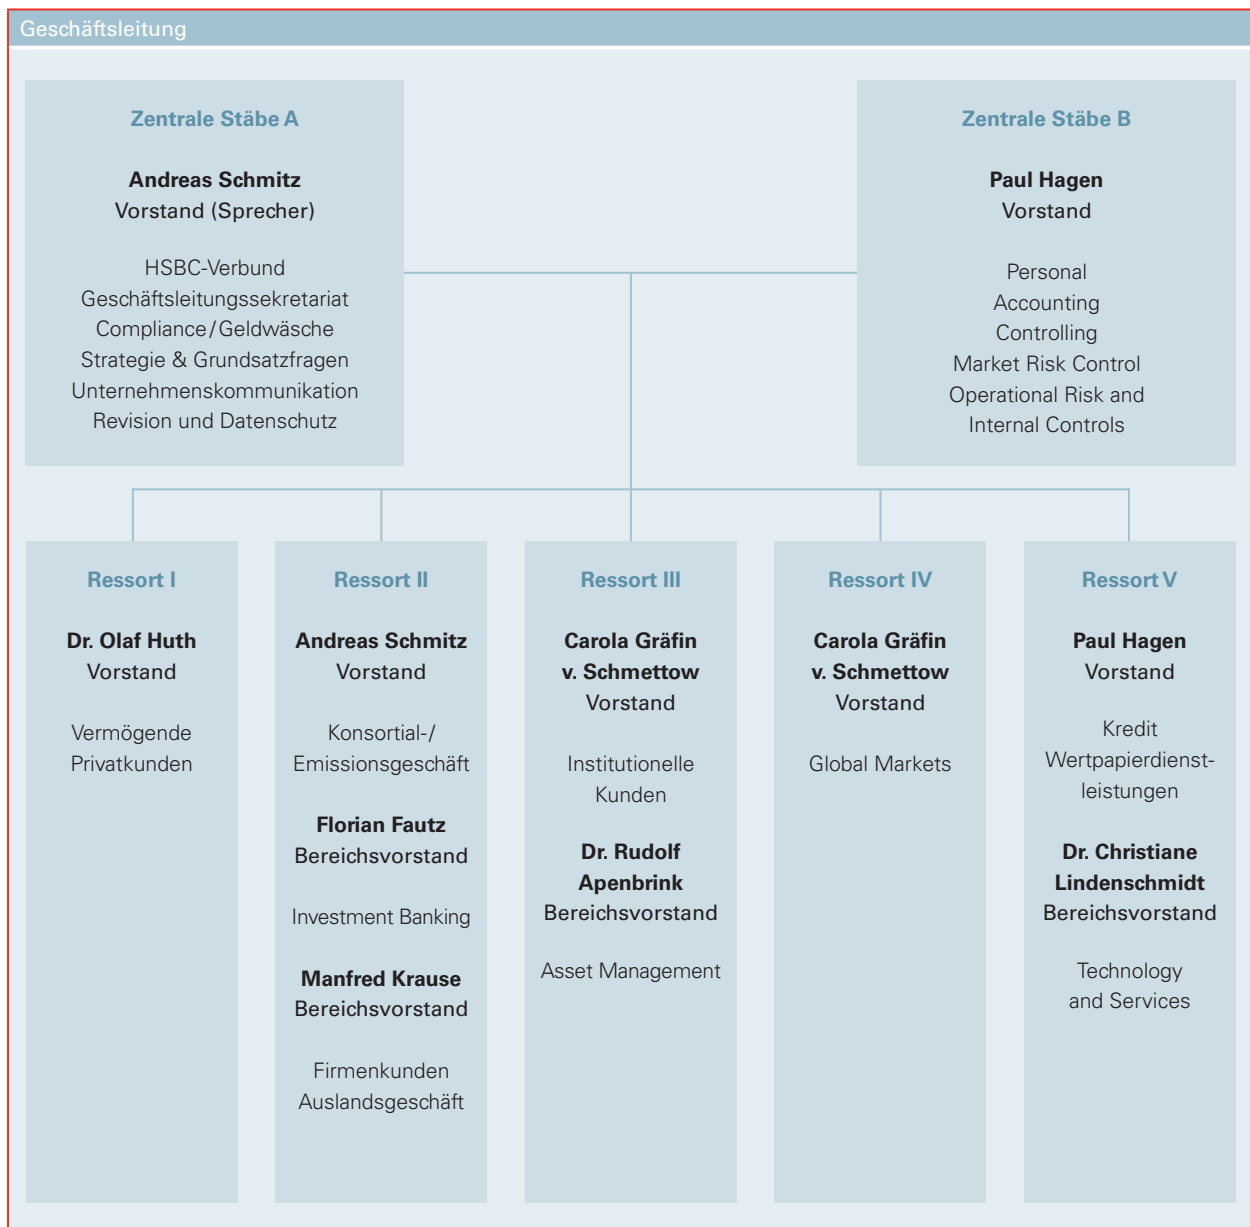 Geschäftsleitung
Zentrale Stäbe A
Andreas Schmitz
Vorstand (Sprecher)
HSBC-Verbund
Geschäftsleitungssekretariat
Compliance/Geldwäsche
Strategie & Grundsatzfragen
Unternehmenskommunikation
Revision und Datenschutz
Zentrale Stäbe B
Paul Hagen
Vorstand
Personal
Accounting
Controlling
Market Risk Control
Operational Risk and
Internal Controls
Ressort I
Dr. Olaf Huth
Vorstand
Vermögende
Privatkunden
Ressort II
Andreas Schmitz
Vorstand
Konsortial-/
Emissionsgeschäft
Florian Fautz
Bereichsvorstand
Investment Banking
Manfred Krause
Bereichsvorstand
Firmenkunden
Auslandsgeschäft
Ressort III
Carola Gräfin
v. Schmettow
Vorstand
Institutionelle
Kunden
Dr. Rudolf
Apenbrink
Bereichsvorstand
Asset Management
Ressort IV
Carola Gräfin
v. Schmettow
Vorstand
Global Markets
Ressort V
Paul Hagen
Vorstand
Kredit
Wertpapierdienst-
leistungen
Dr. Christiane
Lindenschmidt
Bereichsvorstand
Technology
and Services